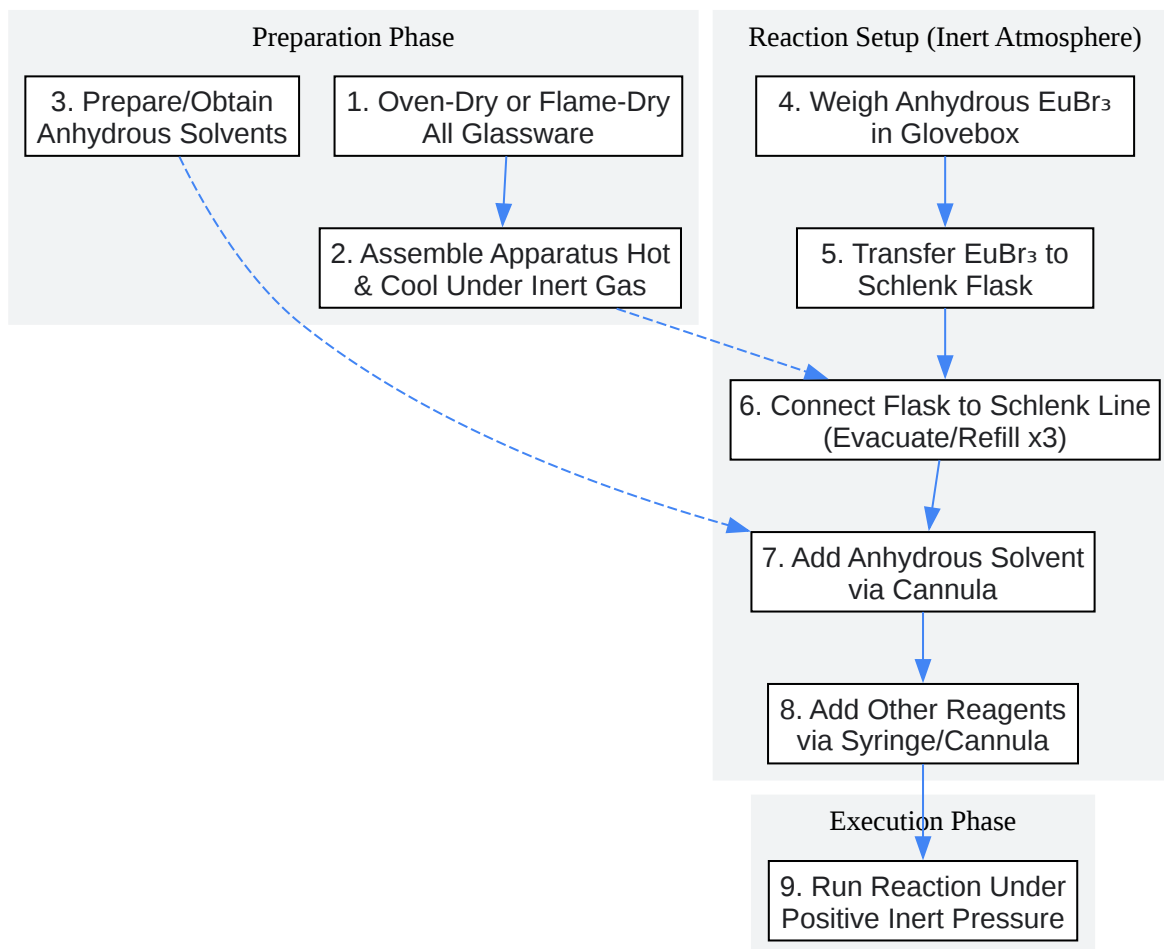 Preparation Phase
3. Prepare/Obtain
Anhydrous Solvents
1. Oven-Dry or Flame-Dry
All Glassware
2. Assemble Apparatus Hot
& Cool Under Inert Gas
Reaction Setup (Inert Atmosphere)
4. Weigh Anhydrous EuBr₃
in Glovebox
5. Transfer EuBr₃ to
Schlenk Flask
6. Connect Flask to Schlenk Line
(Evacuate/Refill x3)
7. Add Anhydrous Solvent
via Cannula
8. Add Other Reagents
via Syringe/Cannula
Execution Phase
9. Run Reaction Under
Positive Inert Pressure